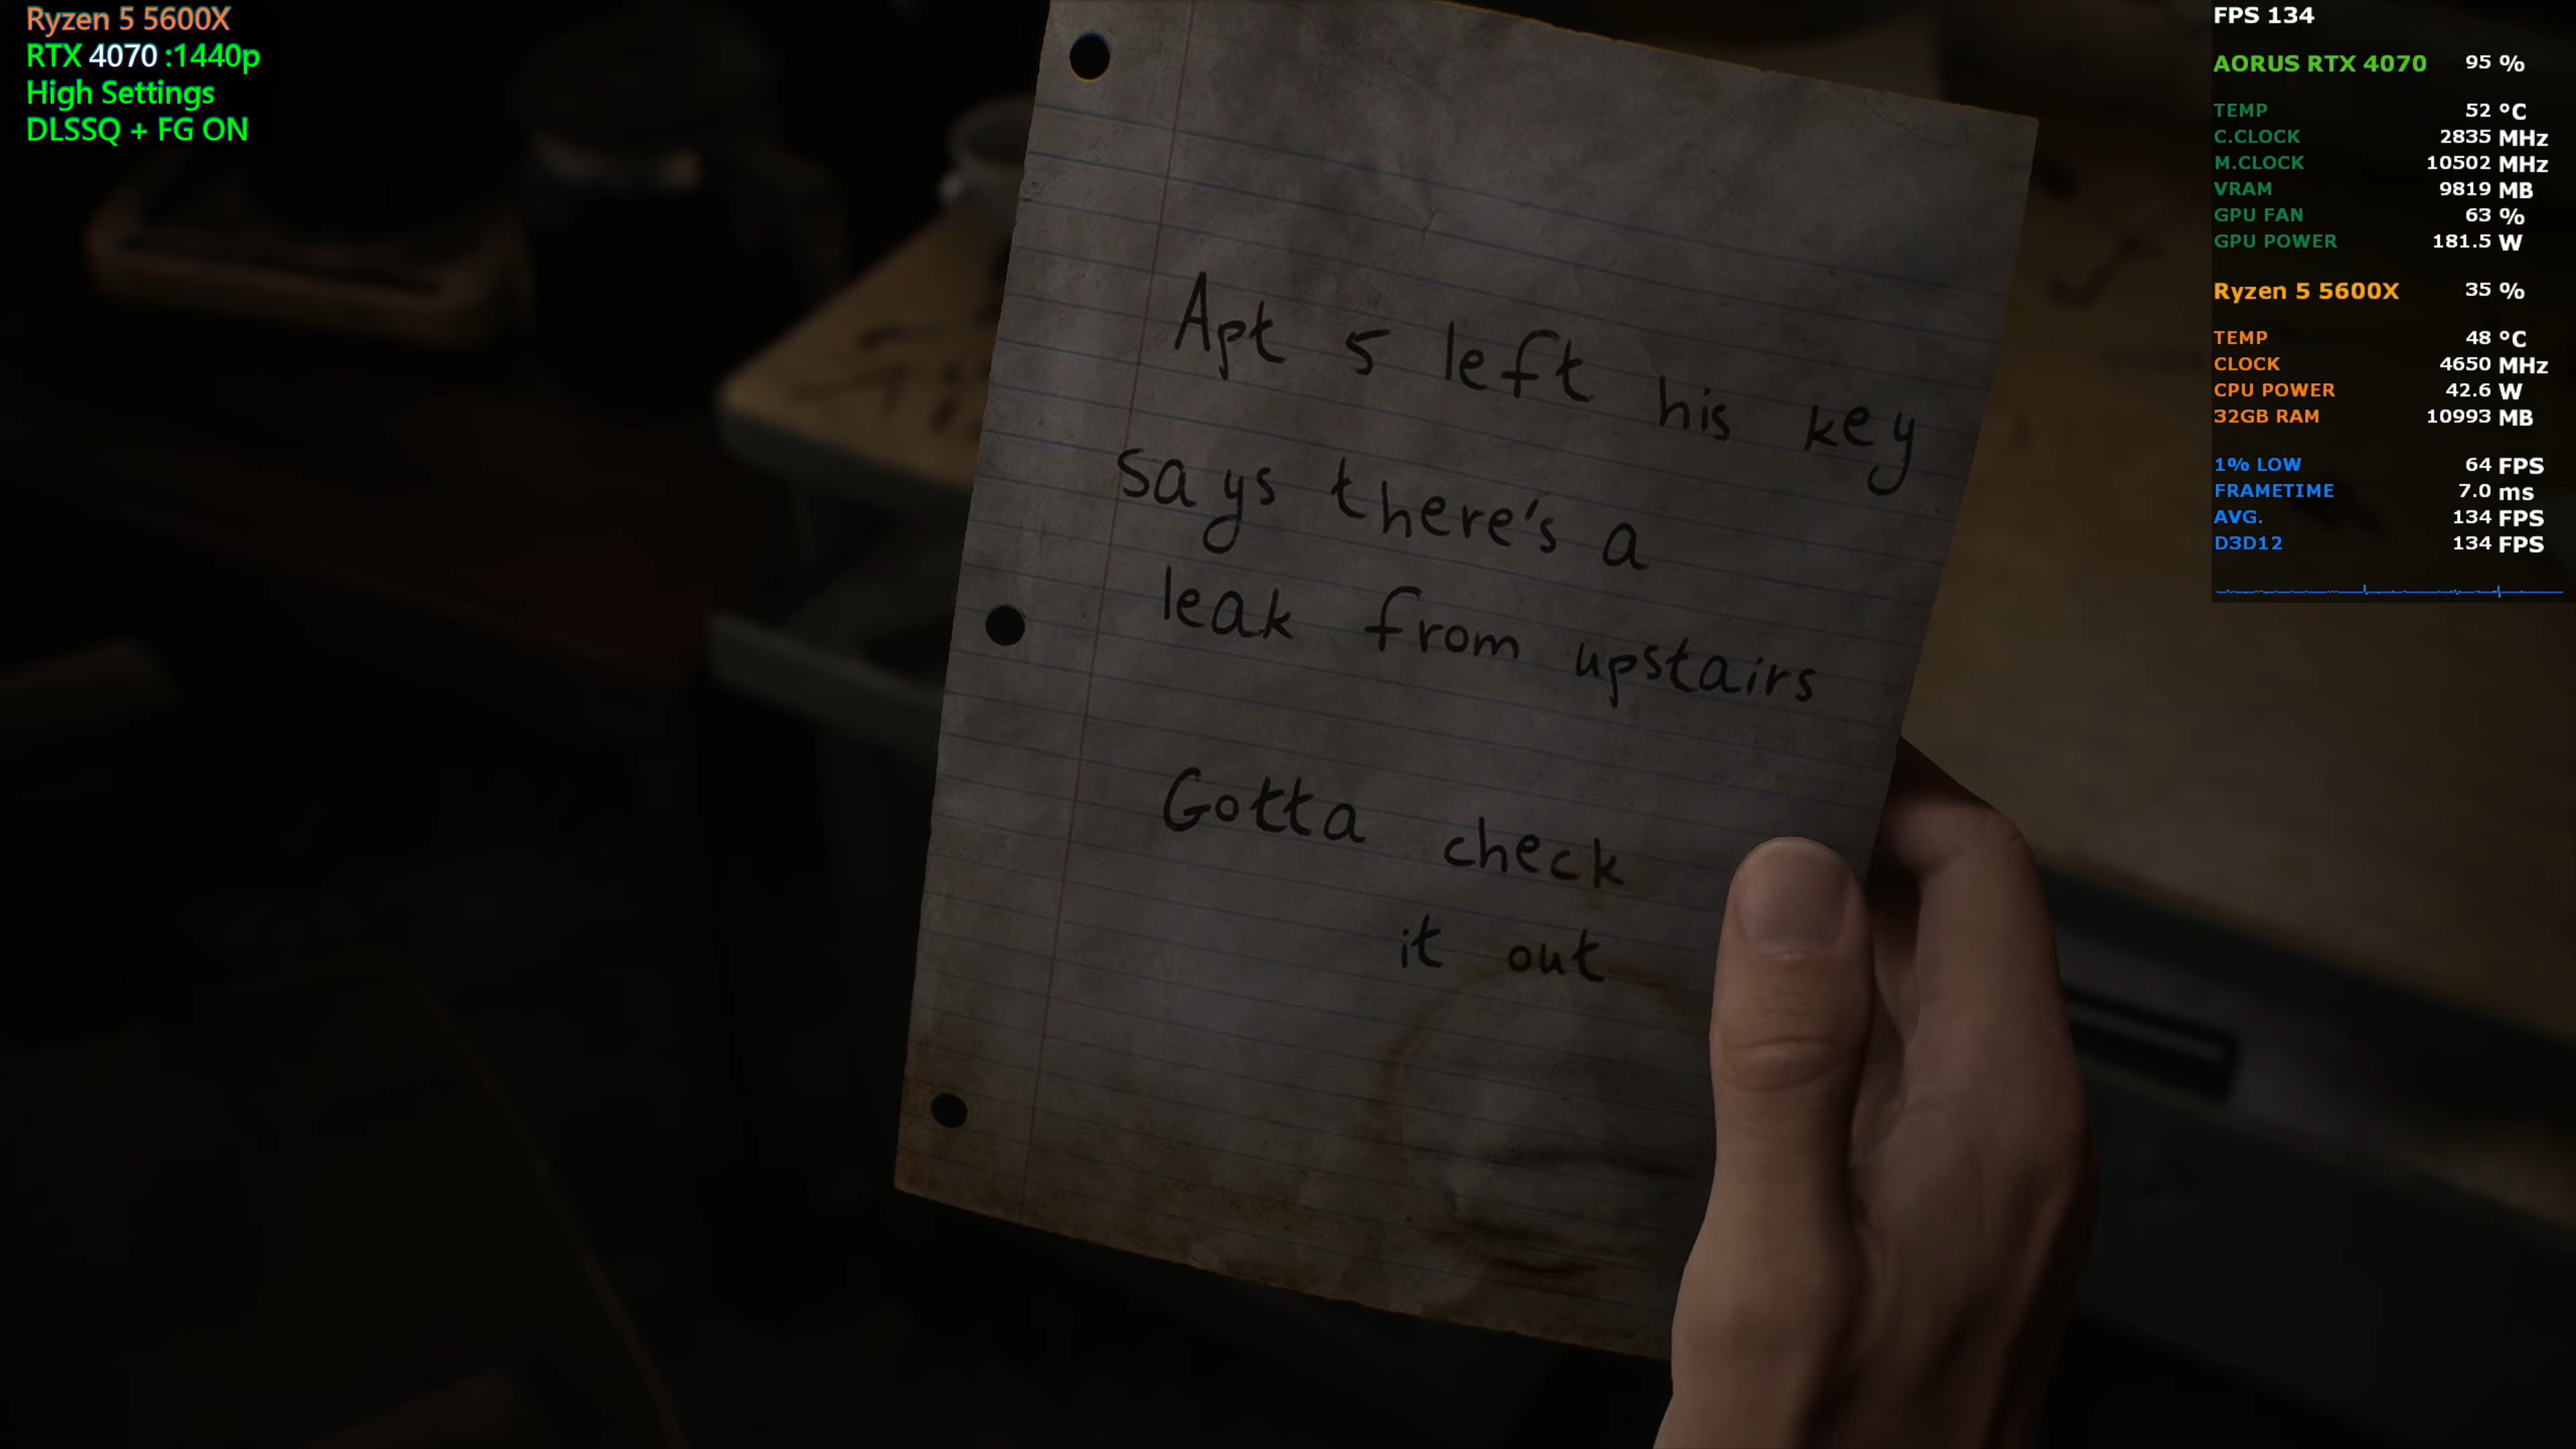 Ryzen 5 5600X
RTX 4070 :1440p
High Settings
DLSSQ + FG ON
Apt 5 left his key
says there's a
leak from upstairs
Gotta check
it out
FPS 134
AORUS RTX 4070 95 %
TEMP 52 °C
C.CLOCK 2835 MHz
M.CLOCK 10502 MHz
VRAM 9819 MB
GPU FAN 63 %
GPU POWER 181.5 W
Ryzen 5 5600X 35 %
TEMP 48 °C
CLOCK 4650 MHz
CPU POWER 42.6 W
32GB RAM 10993 MB
1% LOW 64 FPS
FRAMETIME 7.0 ms
AVG. 134 FPS
D3D12 134 FPS